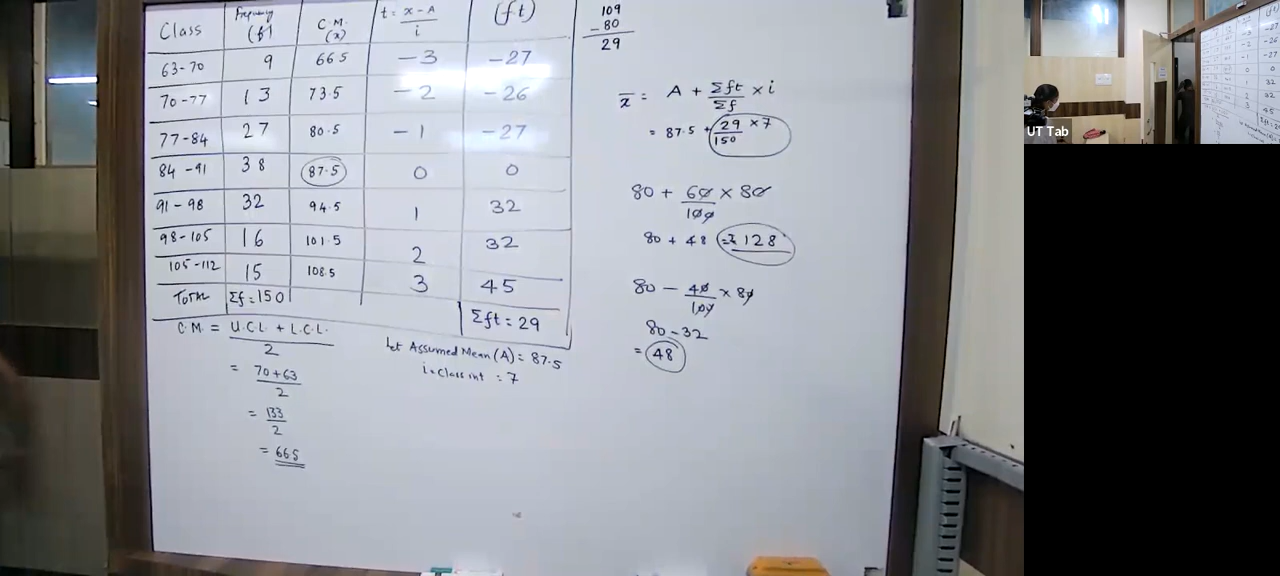 Class Frequency (f) C.M. (x) t = x - A / i (ft)
63-70 9 66.5 -3 -27
70-77 13 73.5 -2 -26
77-84 27 80.5 -1 -27
84-91 38 87.5 0 0
91-98 32 94.5 1 32
98-105 16 101.5 2 32
105-112 15 108.5 3 45
TOTAL Σf = 150 Σft = 29
C.M. = U.C.L. + L.C.L. / 2
= 70 + 63 / 2
= 133 / 2
= 66.5
Let Assumed Mean (A) = 87.5
i = Class int = 7
109
- 80
29
x̄ = A + Σft / Σf × i
= 87.5 + 29 / 150 × 7
80 + 60 / 100 × 80
80 + 48 = 128
80 - 40 / 100 × 80
80 - 32
= 48
UT Tab